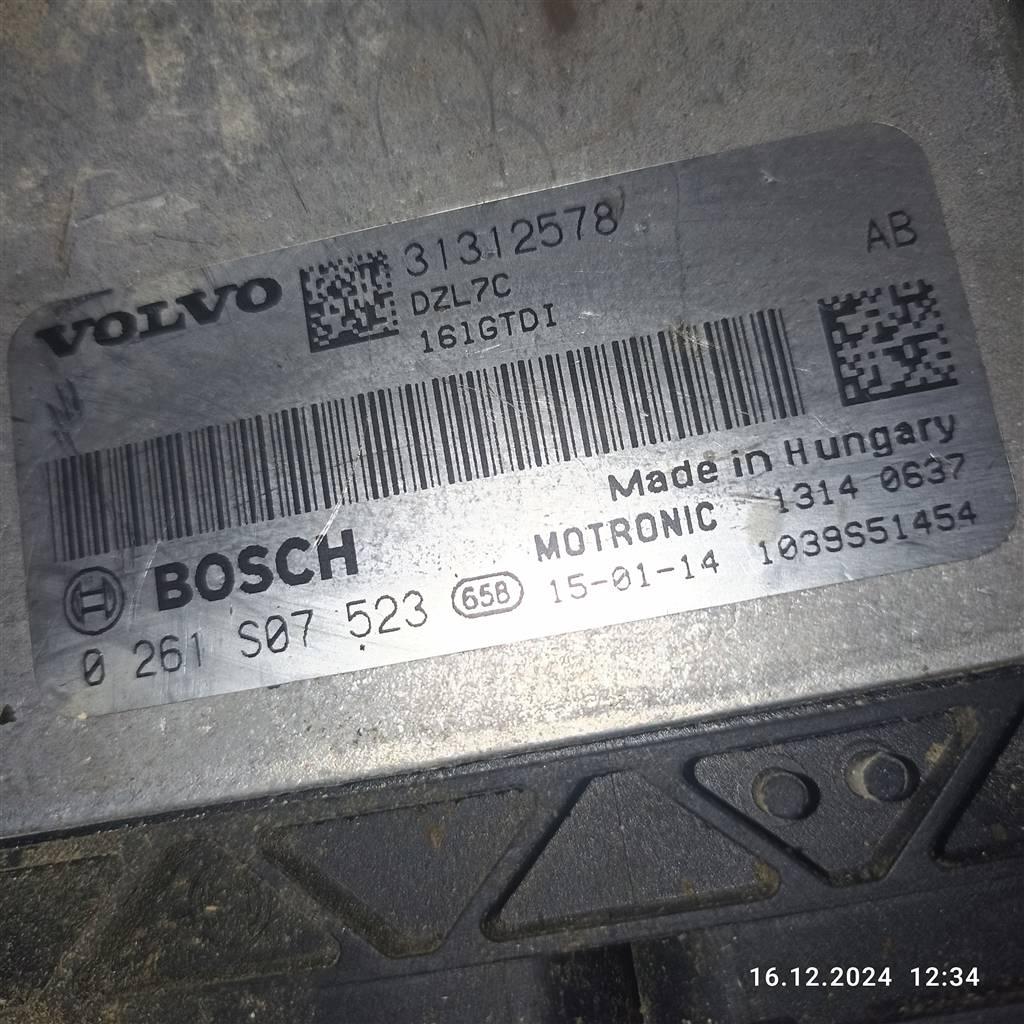 VOLVO
31312578
AB
DZL7C
161GTDI
Made in Hungary
BOSCH
MOTRONIC
1314 0637
0 261 S07 523
65B
15-01-14
1039S51454
16.12.2024 12:34